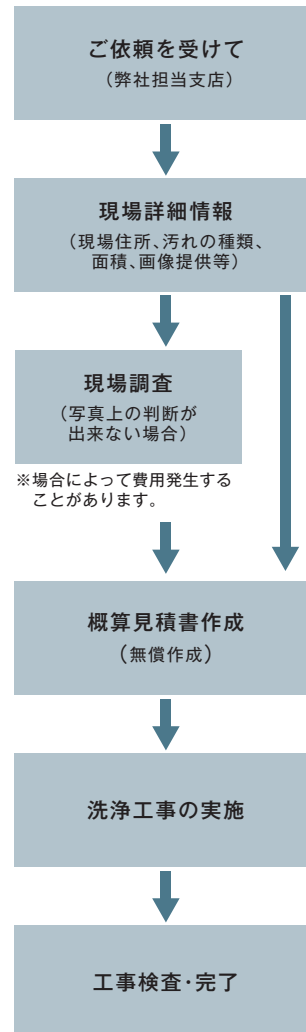 ご依頼を受けて
（弊社担当支店）
現場詳細情報
（現場住所、汚れの種類、
面積、画像提供等）
現場調査
（写真上の判断が
出来ない場合）
※場合によって費用発生する
ことがあります。
概算見積書作成
（無償作成）
洗浄工事の実施
工事検査・完了